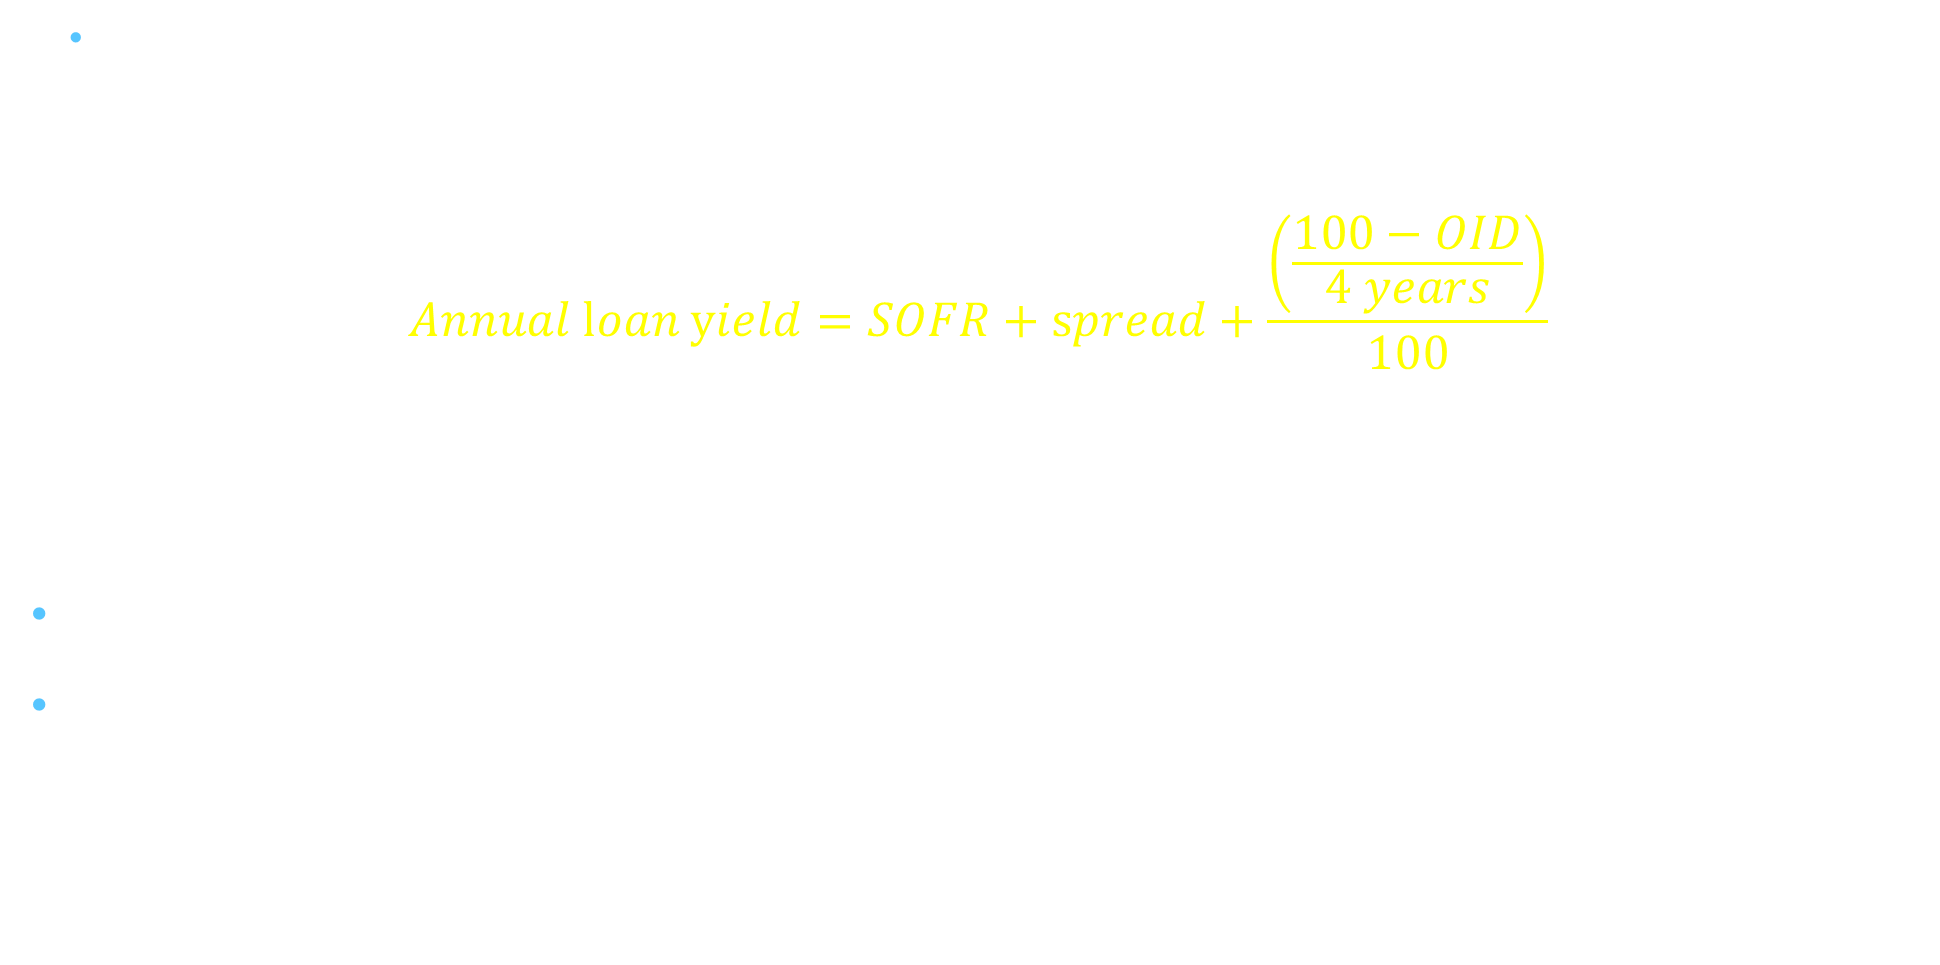 •
Annual loan yield = SOFR + spread + ((100 − OID)/(4 years))/100
•
•